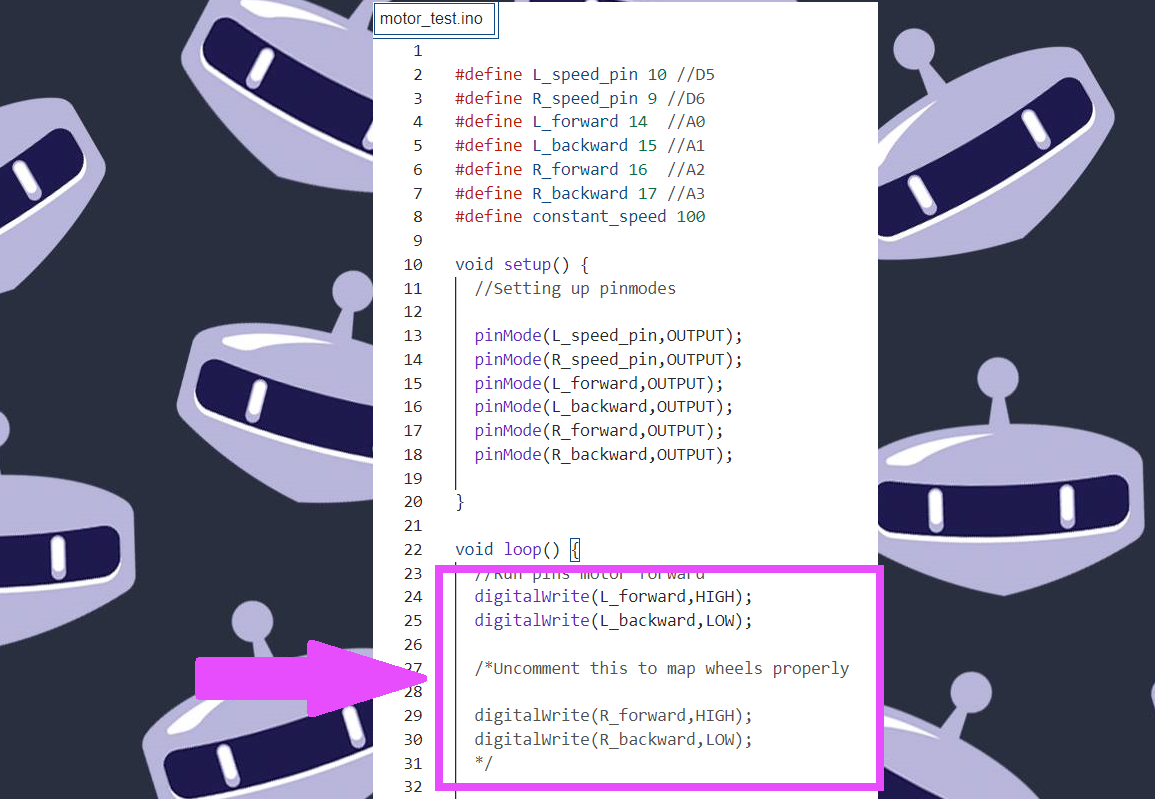 motor_test.ino
1
2 #define L_speed_pin 10 //D5
3 #define R_speed_pin 9 //D6
4 #define L_forward 14 //A0
5 #define L_backward 15 //A1
6 #define R_forward 16 //A2
7 #define R_backward 17 //A3
8 #define constant_speed 100
9
10 void setup() {
11 //Setting up pinmodes
12
13 pinMode(L_speed_pin,OUTPUT);
14 pinMode(R_speed_pin,OUTPUT);
15 pinMode(L_forward,OUTPUT);
16 pinMode(L_backward,OUTPUT);
17 pinMode(R_forward,OUTPUT);
18 pinMode(R_backward,OUTPUT);
19
20 }
21
22 void loop() {
23 //Run pins motor forward
24 digitalWrite(L_forward,HIGH);
25 digitalWrite(L_backward,LOW);
26
27 /*Uncomment this to map wheels properly
28
29 digitalWrite(R_forward,HIGH);
30 digitalWrite(R_backward,LOW);
31 */
32